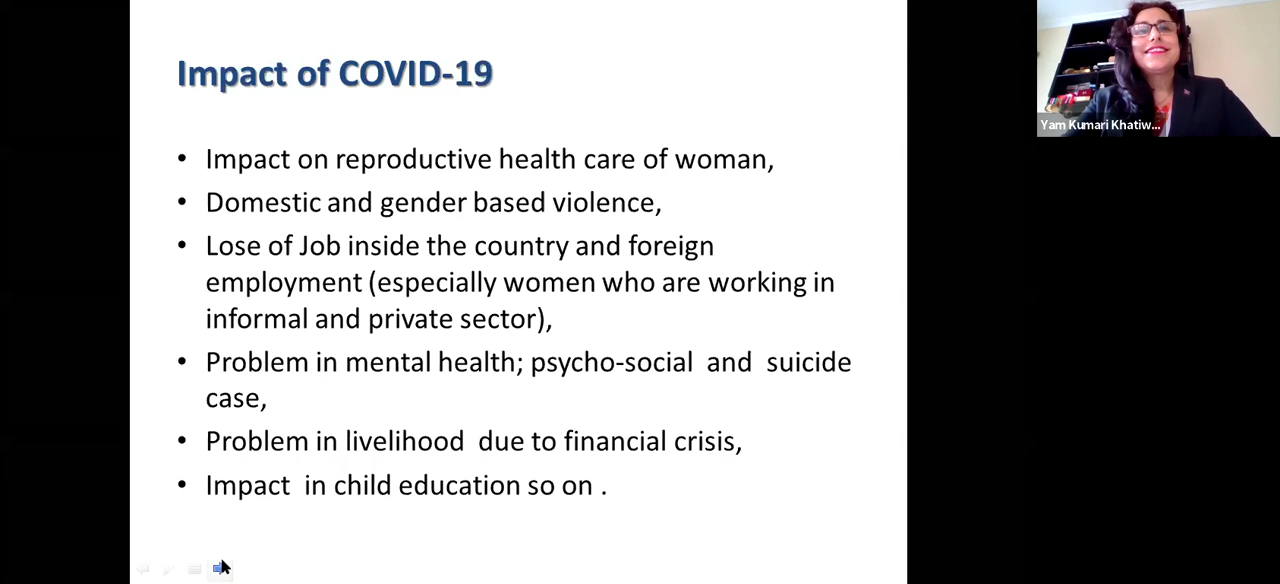 Impact of COVID-19
• Impact on reproductive health care of woman,
• Domestic and gender based violence,
• Lose of Job inside the country and foreign
employment (especially women who are working in
informal and private sector),
• Problem in mental health; psycho-social and suicide
case,
• Problem in livelihood due to financial crisis,
• Impact in child education so on .
Yam Kumari Khatiw...